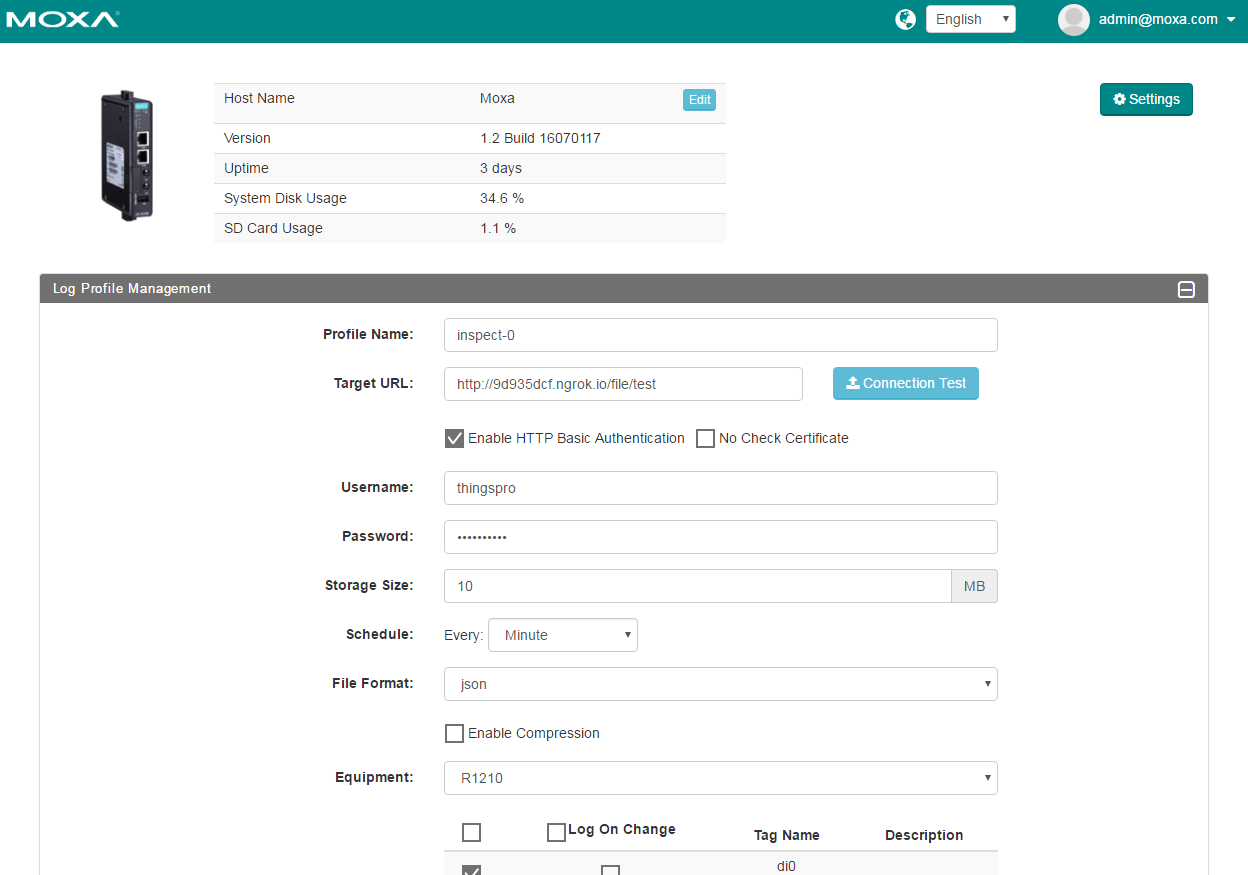 MOXA
English
admin@moxa.com
Host Name Moxa Edit
Version 1.2 Build 16070117
Uptime 3 days
System Disk Usage 34.6 %
SD Card Usage 1.1 %
Settings
Log Profile Management
Profile Name: inspect-0
Target URL: http://9d935dcf.ngrok.io/file/test Connection Test
Enable HTTP Basic Authentication No Check Certificate
Username: thingspro
Password: ••••••••••
Storage Size: 10 MB
Schedule: Every: Minute
File Format: json
Enable Compression
Equipment: R1210
Log On Change Tag Name Description
di0